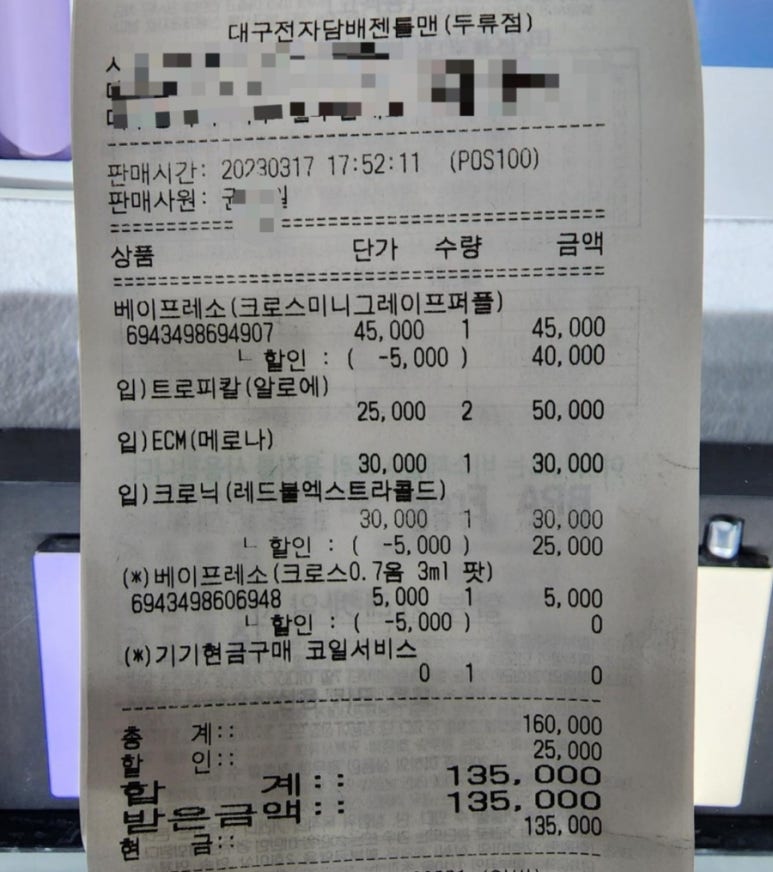 대구전자담배젠틀맨(두류점)
판매시간: 20230317 17:52:11 (POS100)
판매사원:
상품 단가 수량 금액
베이프레소(크로스미니그레이프퍼플)
6943498694907 45,000 1 45,000
└ 할인 : ( -5,000 ) 40,000
입)트로피칼(알로에)
25,000 2 50,000
입)ECM(메로나)
30,000 1 30,000
입)크로닉(레드불엑스트라콜드)
30,000 1 30,000
└ 할인 : ( -5,000 ) 25,000
(*)베이프레소(크로스0.7옴 3ml 팟)
6943498606948 5,000 1 5,000
└ 할인 : ( -5,000 ) 0
(*)기기현금구매 코일서비스
0 1 0
총 계:: 160,000
할 인:: 25,000
합 계:: 135,000
받은금액:: 135,000
현 금:: 135,000